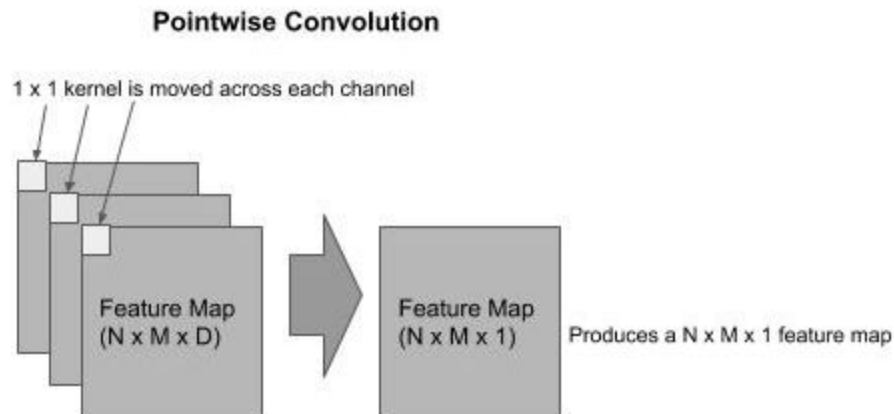 Pointwise Convolution
1 x 1 kernel is moved across each channel
Feature Map
(N x M x D)
Feature Map
(N x M x 1)
Produces a N x M x 1 feature map